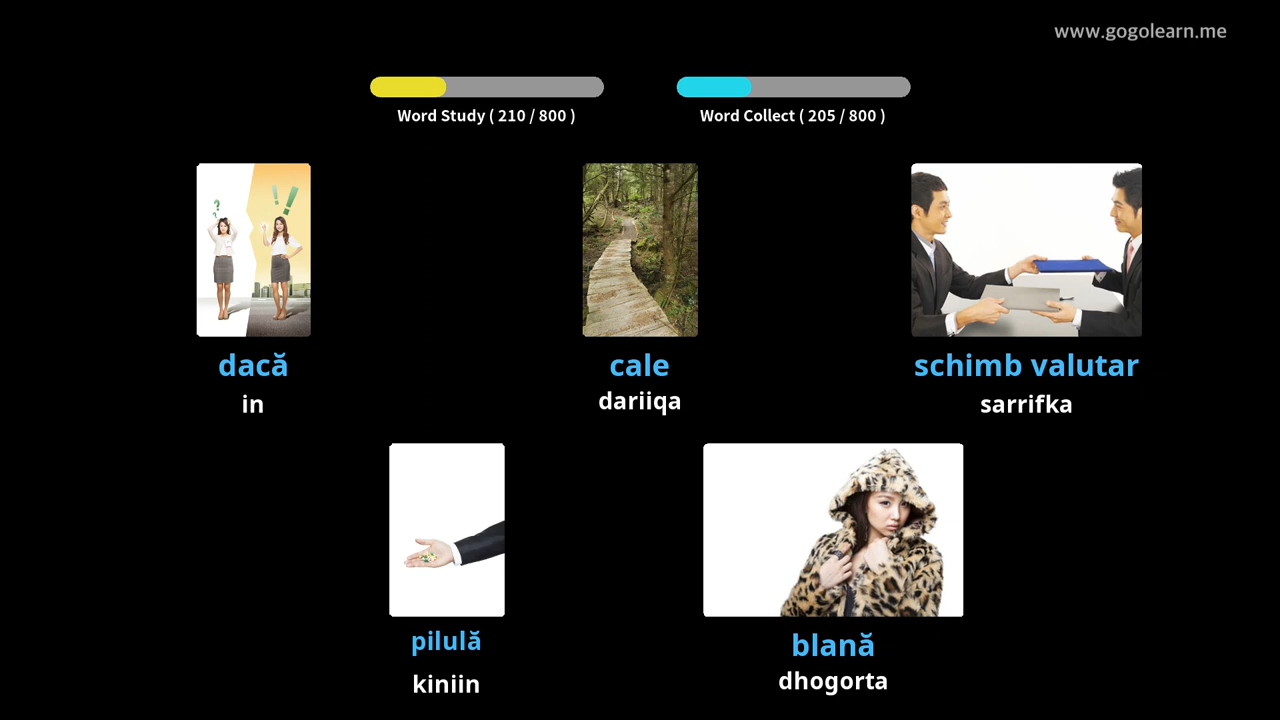 www.gogolearn.me
Word Study ( 210 / 800 )
Word Collect ( 205 / 800 )
dacă
in
cale
dariiqa
schimb valutar
sarrifka
pilulă
kiniin
blană
dhogorta